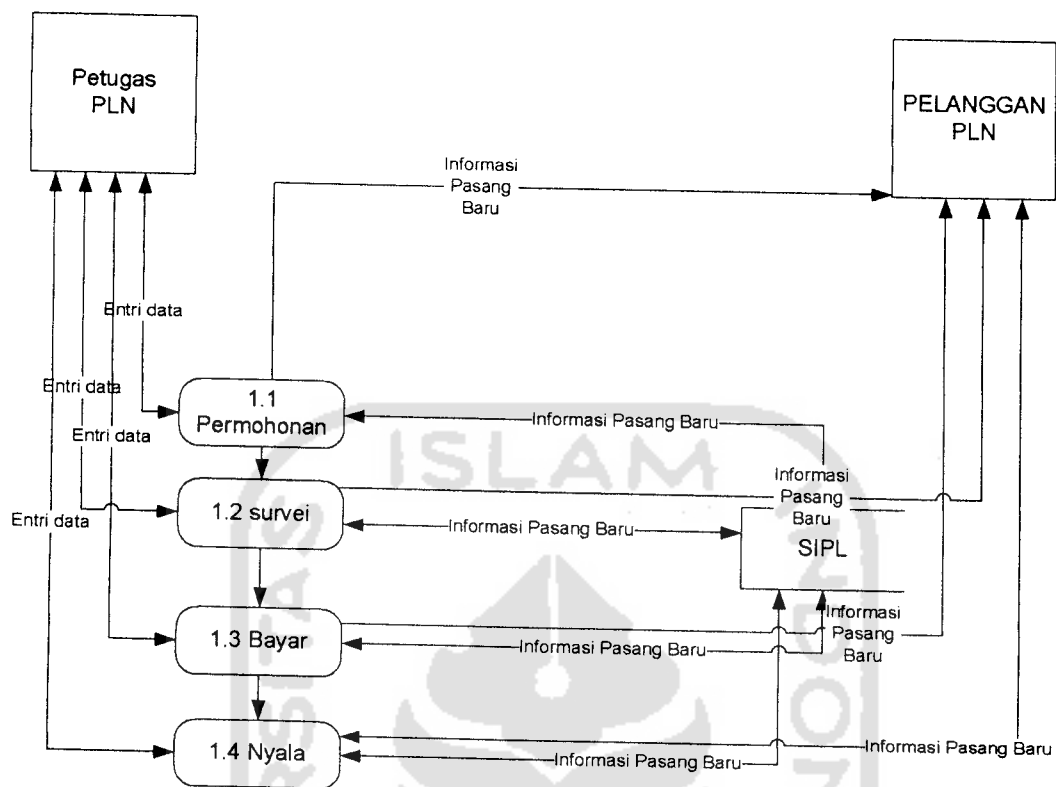 Petugas
PLN
PELANGGAN
PLN
Informasi
Pasang
Baru
Entri data
Entri data
Entri data
Entri data
1.1
Permohonan
Informasi Pasang Baru
Informasi
Pasang
Baru
1.2 survei
Informasi Pasang Baru
SIPL
1.3 Bayar
Informasi Pasang Baru
Informasi
Pasang
Baru
1.4 Nyala
Informasi Pasang Baru
Informasi Pasang Baru
ISLAM